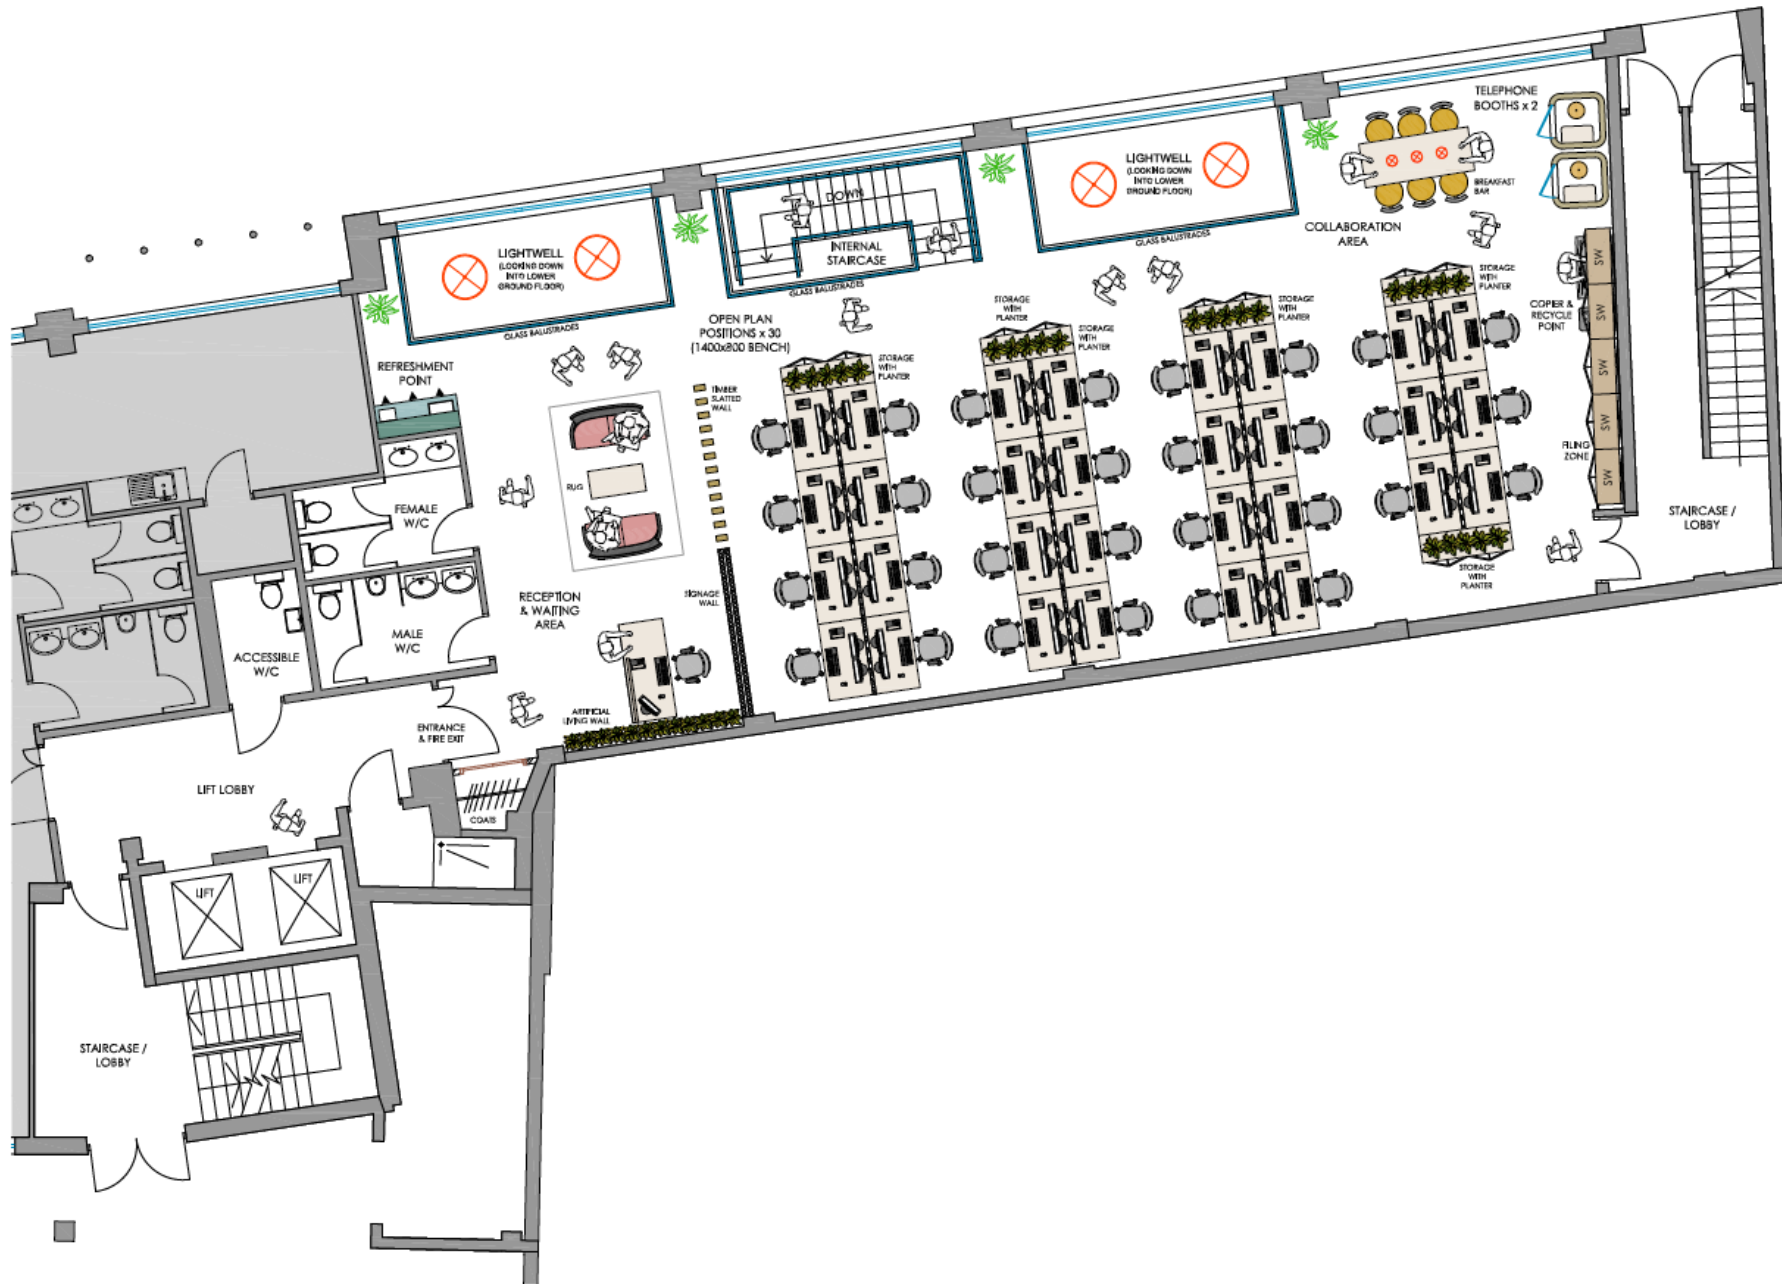 TELEPHONE
BOOTHS x 2
LIGHTWELL
(LOOKING DOWN
INTO LOWER
GROUND FLOOR)
BREAKFAST
BAR
DOWN
COLLABORATION
AREA
GLASS BALUSTRADES
INTERNAL
STAIRCASE
LIGHTWELL
(LOOKING DOWN
INTO LOWER
GROUND FLOOR)
GLASS BALUSTRADES
GLASS BALUSTRADES
SW
SW
SW
SW
SW
STORAGE
WITH
PLANTER
COPIER &
RECYCLE
POINT
STORAGE
WITH
PLANTER
STORAGE
WITH
PLANTER
STORAGE
WITH
PLANTER
OPEN PLAN
POSITIONS x 30
(1400x800 BENCH)
STORAGE
WITH
PLANTER
REFRESHMENT
POINT
TIMBER
SLATTED
WALL
FILING
ZONE
RUG
FEMALE
W/C
STAIRCASE /
LOBBY
STORAGE
WITH
PLANTER
RECEPTION
& WAITING
AREA
SIGNAGE
WALL
MALE
W/C
ACCESSIBLE
W/C
ARTIFICIAL
LIVING WALL
ENTRANCE
& FIRE EXIT
LIFT LOBBY
COATS
LIFT
LIFT
STAIRCASE /
LOBBY